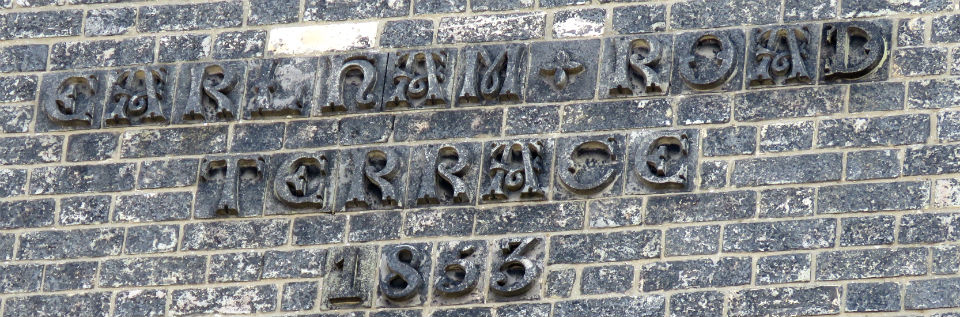 EARLhAM + ROAD
TERRACE
1853